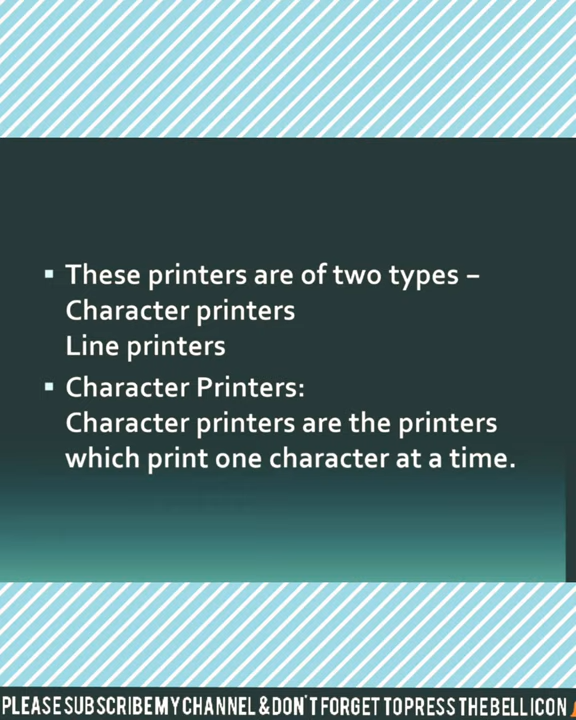 ▪ These printers are of two types –
Character printers
Line printers
▪ Character Printers:
Character printers are the printers
which print one character at a time.
PLEASE SUBSCRIBE MY CHANNEL & DON'T FORGET TO PRESS THE BELL ICON